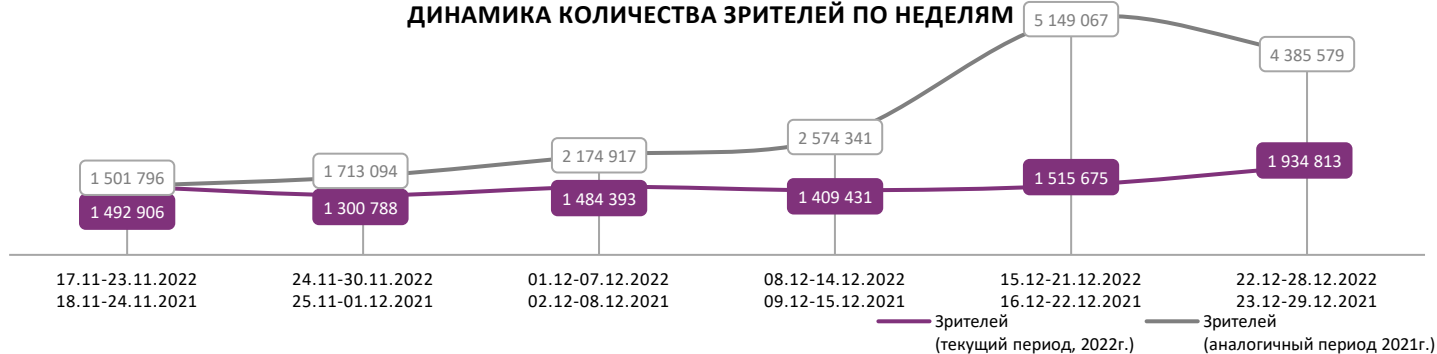 ДИНАМИКА КОЛИЧЕСТВА ЗРИТЕЛЕЙ ПО НЕДЕЛЯМ
5 149 067
4 385 579
2 574 341
2 174 917
1 713 094
1 501 796
1 934 813
1 515 675
1 492 906
1 300 788
1 484 393
1 409 431
17.11-23.11.2022
18.11-24.11.2021
24.11-30.11.2022
25.11-01.12.2021
01.12-07.12.2022
02.12-08.12.2021
08.12-14.12.2022
09.12-15.12.2021
15.12-21.12.2022
16.12-22.12.2021
22.12-28.12.2022
23.12-29.12.2021
Зрителей
(текущий период, 2022г.)
Зрителей
(аналогичный период 2021г.)